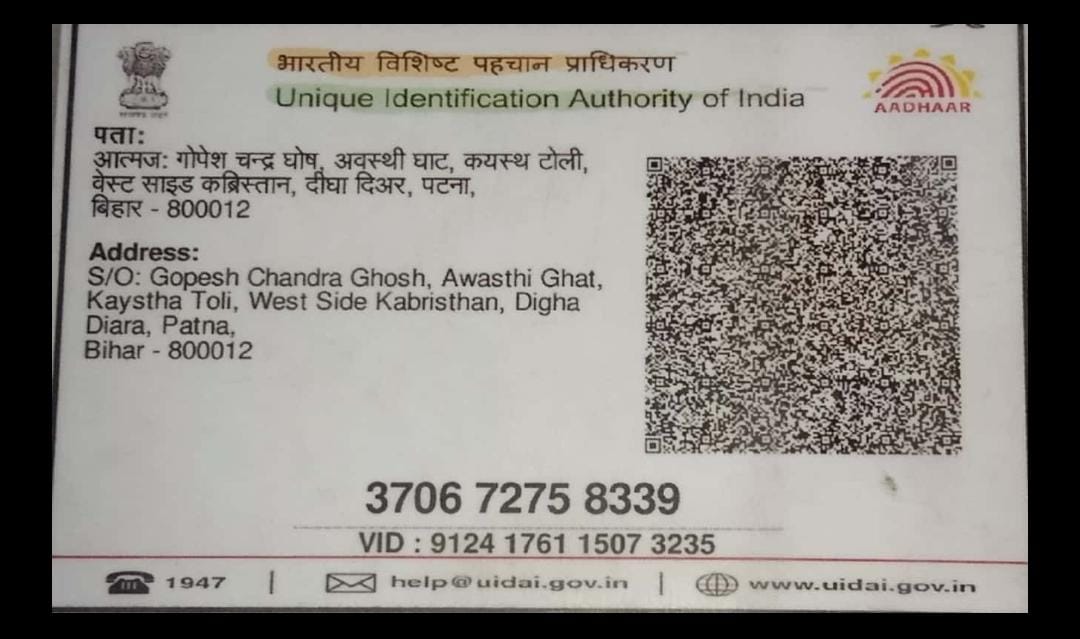 भारतीय विशिष्ट पहचान प्राधिकरण
Unique Identification Authority of India
AADHAAR
पता:
आत्मज: गोपेश चन्द्र घोष, अवस्थी घाट, कयस्थ टोली,
वेस्ट साइड कब्रिस्तान, दीघा दिअर, पटना,
बिहार - 800012
Address:
S/O: Gopesh Chandra Ghosh, Awasthi Ghat,
Kaystha Toli, West Side Kabristhan, Digha
Diara, Patna,
Bihar - 800012
3706 7275 8339
VID : 9124 1761 1507 3235
1947 | help@uidai.gov.in | www.uidai.gov.in